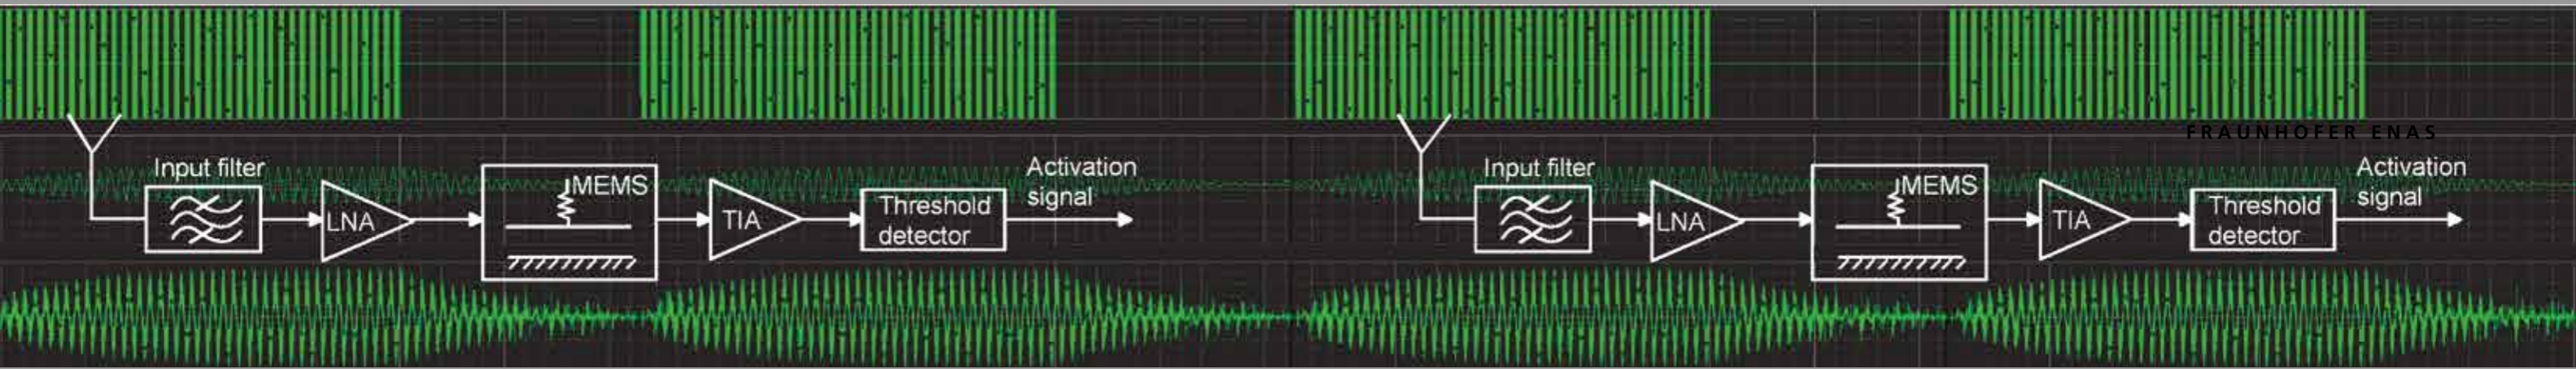 FRAUNHOFER ENAS
Input filter
LNA
MEMS
TIA
Threshold
detector
Activation
signal
Input filter
LNA
MEMS
TIA
Threshold
detector
Activation
signal